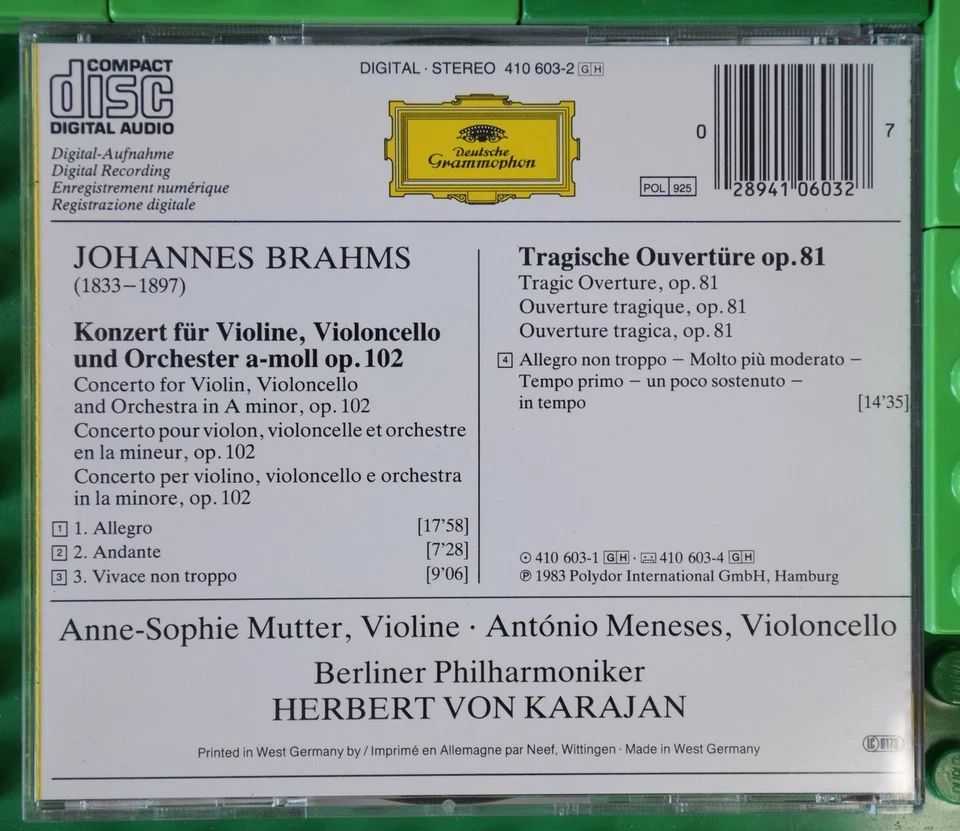 COMPACT
disc
DIGITAL AUDIO
Digital-Aufnahme
Digital Recording
Enregistrement numérique
Registrazione digitale
DIGITAL · STEREO 410 603-2 GH
Deutsche
Grammophon
POL 925
0 28941 06032 7
JOHANNES BRAHMS
(1833–1897)
Konzert für Violine, Violoncello
und Orchester a-moll op. 102
Concerto for Violin, Violoncello
and Orchestra in A minor, op. 102
Concerto pour violon, violoncelle et orchestre
en la mineur, op. 102
Concerto per violino, violoncello e orchestra
in la minore, op. 102
1 1. Allegro [17'58]
2 2. Andante [7'28]
3 3. Vivace non troppo [9'06]
Tragische Ouvertüre op. 81
Tragic Overture, op. 81
Ouverture tragique, op. 81
Ouverture tragica, op. 81
4 Allegro non troppo – Molto più moderato –
Tempo primo – un poco sostenuto –
in tempo [14'35]
410 603-1 GH · 410 603-4 GH
℗ 1983 Polydor International GmbH, Hamburg
Anne-Sophie Mutter, Violine · António Meneses, Violoncello
Berliner Philharmoniker
HERBERT VON KARAJAN
Printed in West Germany by / Imprimé en Allemagne par Neef, Wittingen · Made in West Germany
LC 0173